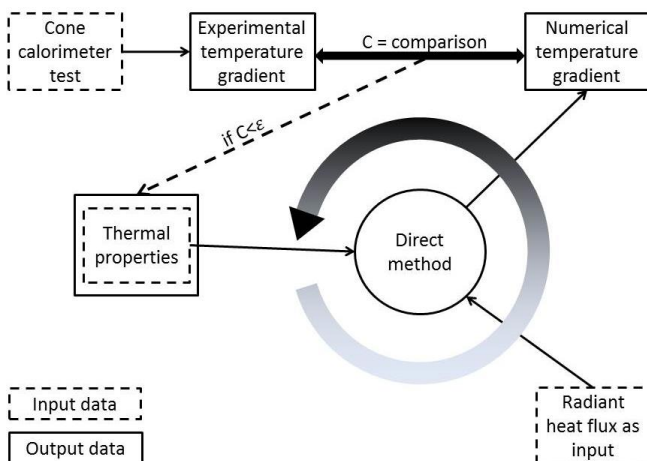 Cone
calorimeter
test
Experimental
temperature
gradient
C = comparison
Numerical
temperature
gradient
if C<ε
Thermal
properties
Direct
method
Input data
Output data
Radiant
heat flux as
input